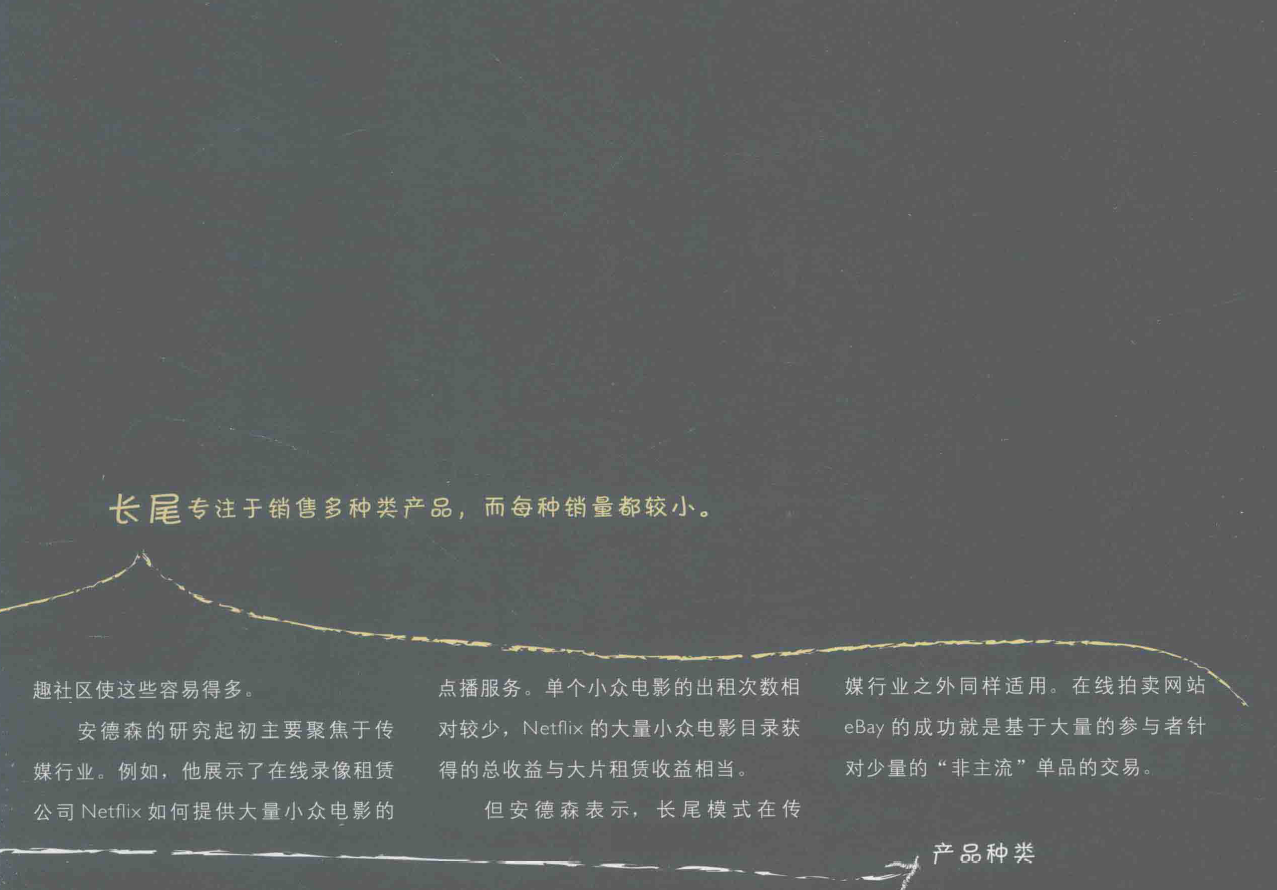 长尾专注于销售多种类产品，而每种销量都较小。
趣社区使这些容易得多。
安德森的研究起初主要聚焦于传
媒行业。例如，他展示了在线录像租赁
公司 Netflix 如何提供大量小众电影的
点播服务。单个小众电影的出租次数相
对较少，Netflix 的大量小众电影目录获
得的总收益与大片租赁收益相当。
但安德森表示，长尾模式在传
媒行业之外同样适用。在线拍卖网站
eBay 的成功就是基于大量的参与者针
对少量的“非主流”单品的交易。
产品种类